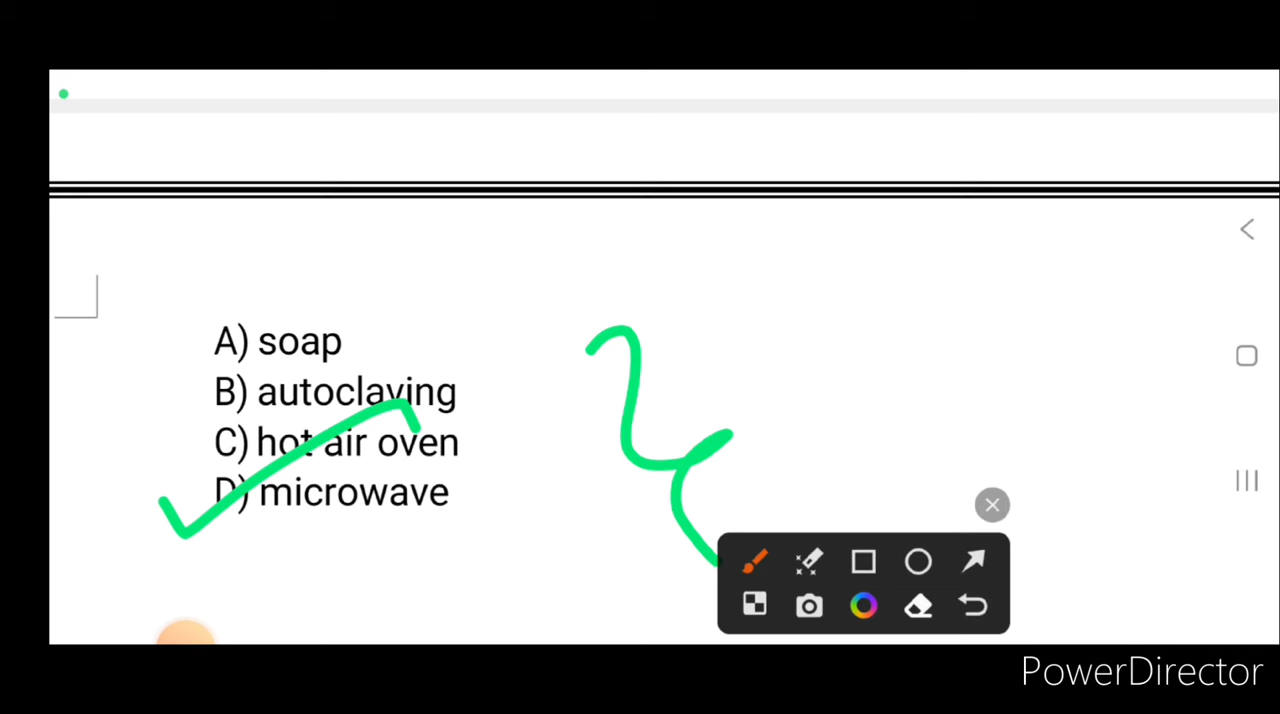 A) soap
B) autoclaving
C) hot air oven
D) microwave
PowerDirector